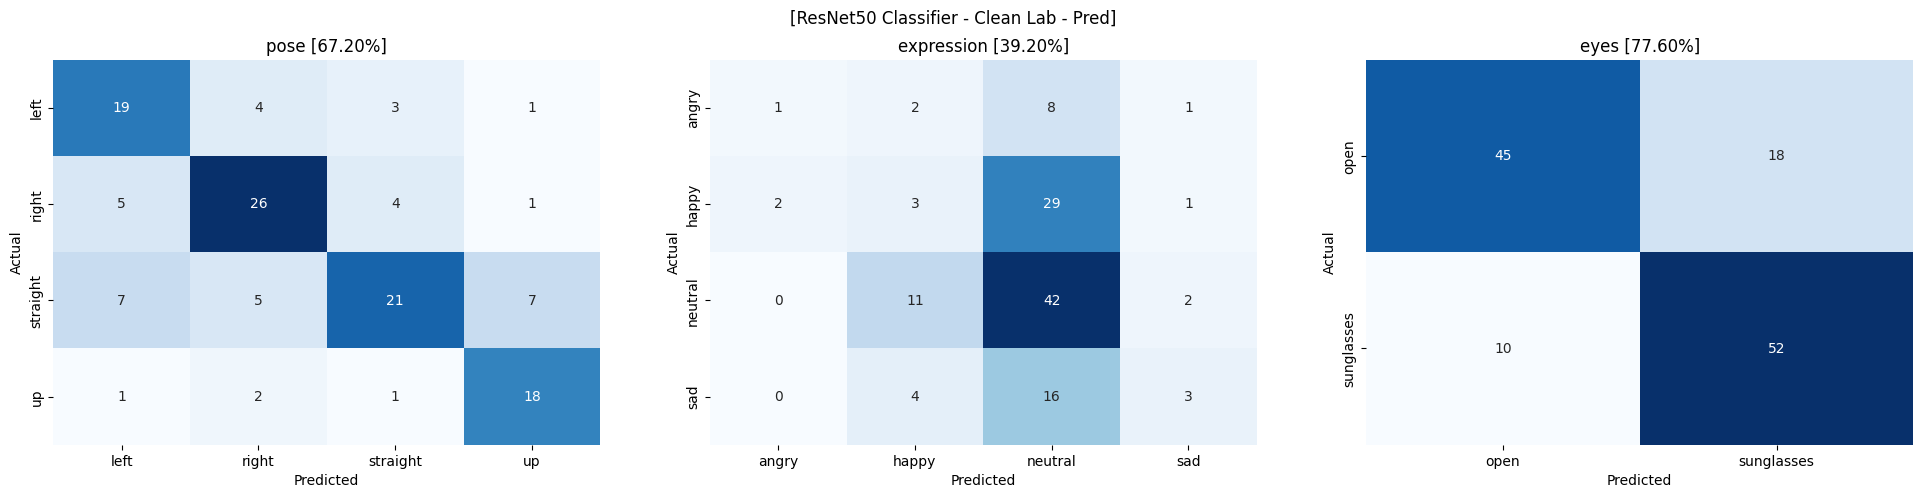 [ResNet50 Classifier - Clean Lab - Pred]
pose [67.20%]
left 19 4 3 1
right 5 26 4 1
straight 7 5 21 7
up 1 2 1 18
left right straight up
Predicted
Actual
expression [39.20%]
angry 1 2 8 1
happy 2 3 29 1
neutral 0 11 42 2
sad 0 4 16 3
angry happy neutral sad
Predicted
Actual
eyes [77.60%]
open 45 18
sunglasses 10 52
open sunglasses
Predicted
Actual